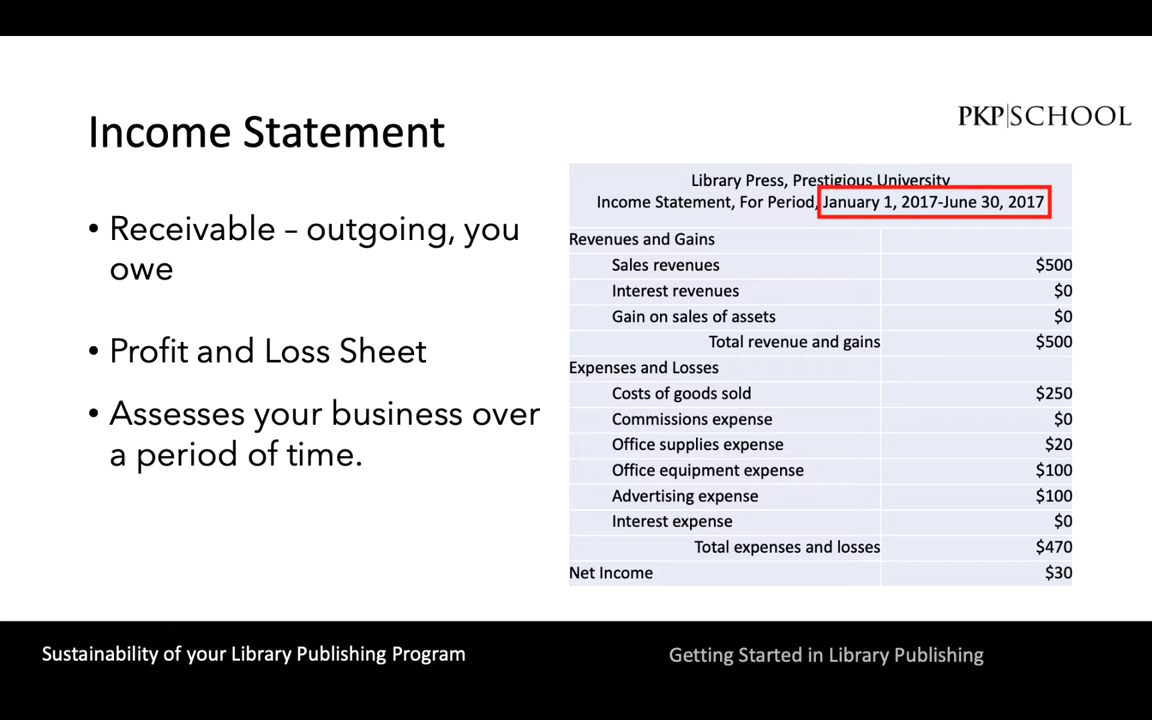 PKP|SCHOOL
Income Statement
• Receivable – outgoing, you
owe
• Profit and Loss Sheet
• Assesses your business over
a period of time.
Library Press, Prestigious University
Income Statement, For Period, January 1, 2017-June 30, 2017
Revenues and Gains
Sales revenues $500
Interest revenues $0
Gain on sales of assets $0
Total revenue and gains $500
Expenses and Losses
Costs of goods sold $250
Commissions expense $0
Office supplies expense $20
Office equipment expense $100
Advertising expense $100
Interest expense $0
Total expenses and losses $470
Net Income $30
Sustainability of your Library Publishing Program
Getting Started in Library Publishing